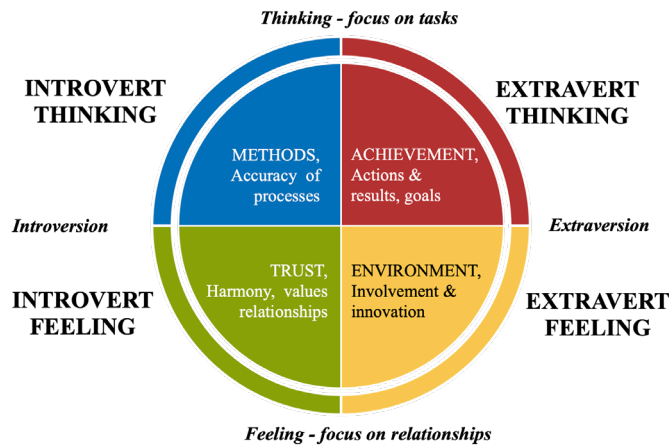 Thinking - focus on tasks
INTROVERT
THINKING
EXTRAVERT
THINKING
METHODS,
Accuracy of
processes
ACHIEVEMENT,
Actions &
results, goals
Introversion
Extraversion
INTROVERT
FEELING
TRUST,
Harmony, values
relationships
ENVIRONMENT,
Involvement &
innovation
EXTRAVERT
FEELING
Feeling - focus on relationships